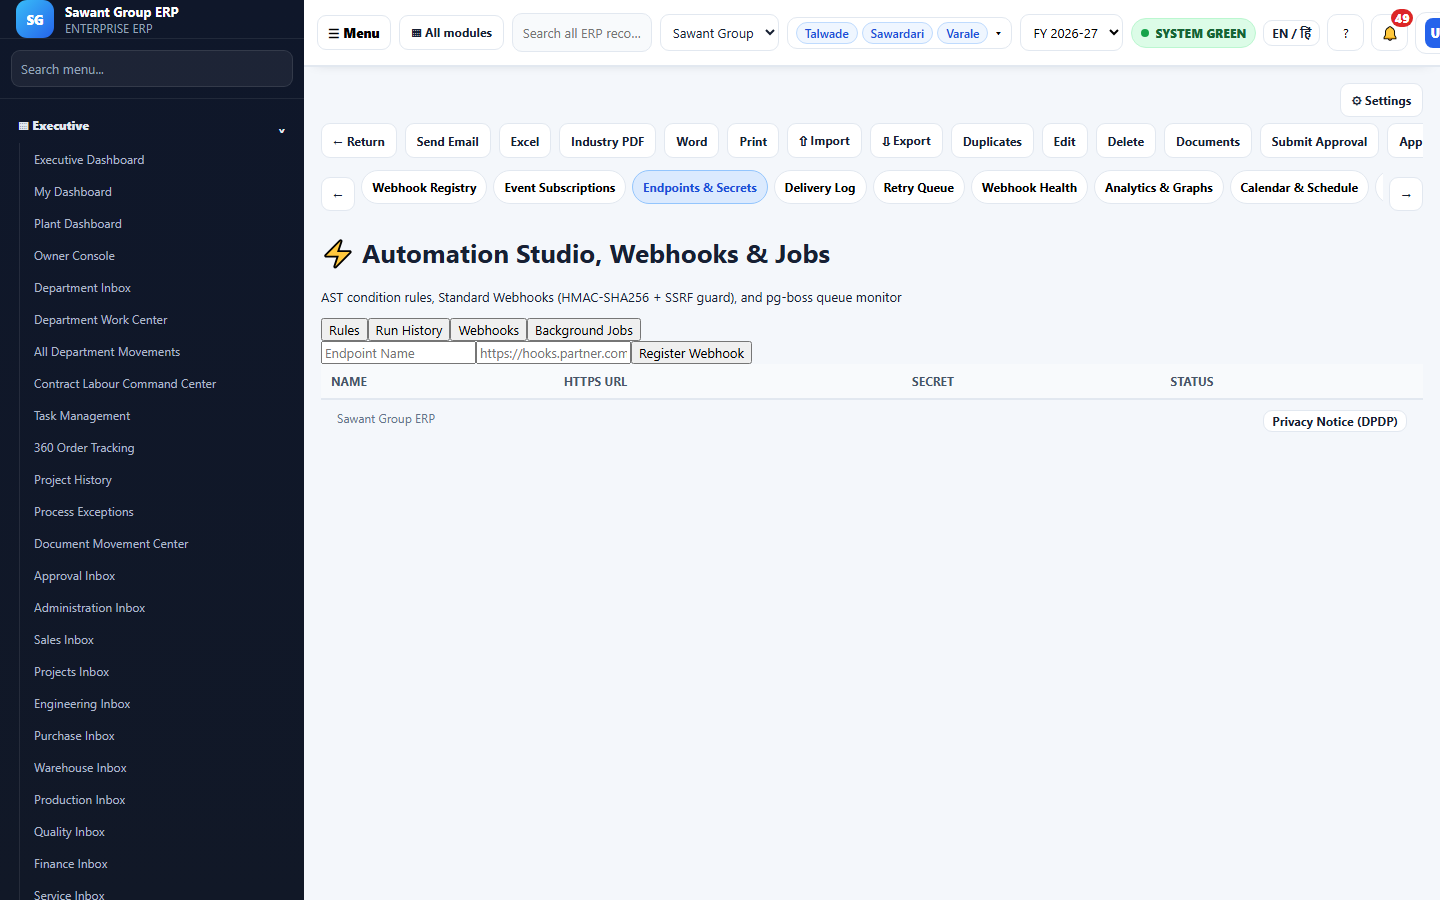 SG
Sawant Group ERP
ENTERPRISE ERP
Search menu...
Executive
Executive Dashboard
My Dashboard
Plant Dashboard
Owner Console
Department Inbox
Department Work Center
All Department Movements
Contract Labour Command Center
Task Management
360 Order Tracking
Project History
Process Exceptions
Document Movement Center
Approval Inbox
Administration Inbox
Sales Inbox
Projects Inbox
Engineering Inbox
Purchase Inbox
Warehouse Inbox
Production Inbox
Quality Inbox
Finance Inbox
Service Inbox
☰ Menu
All modules
Search all ERP reco...
Sawant Group
Talwade
Sawardari
Varale
FY 2026-27
SYSTEM GREEN
EN / हिं
?
49
U
⚙ Settings
← Return
Send Email
Excel
Industry PDF
Word
Print
⇧ Import
⇩ Export
Duplicates
Edit
Delete
Documents
Submit Approval
App
←
Webhook Registry
Event Subscriptions
Endpoints & Secrets
Delivery Log
Retry Queue
Webhook Health
Analytics & Graphs
Calendar & Schedule
→
⚡ Automation Studio, Webhooks & Jobs
AST condition rules, Standard Webhooks (HMAC-SHA256 + SSRF guard), and pg-boss queue monitor
Rules
Run History
Webhooks
Background Jobs
Endpoint Name
https://hooks.partner.com
Register Webhook
NAME
HTTPS URL
SECRET
STATUS
Sawant Group ERP
Privacy Notice (DPDP)